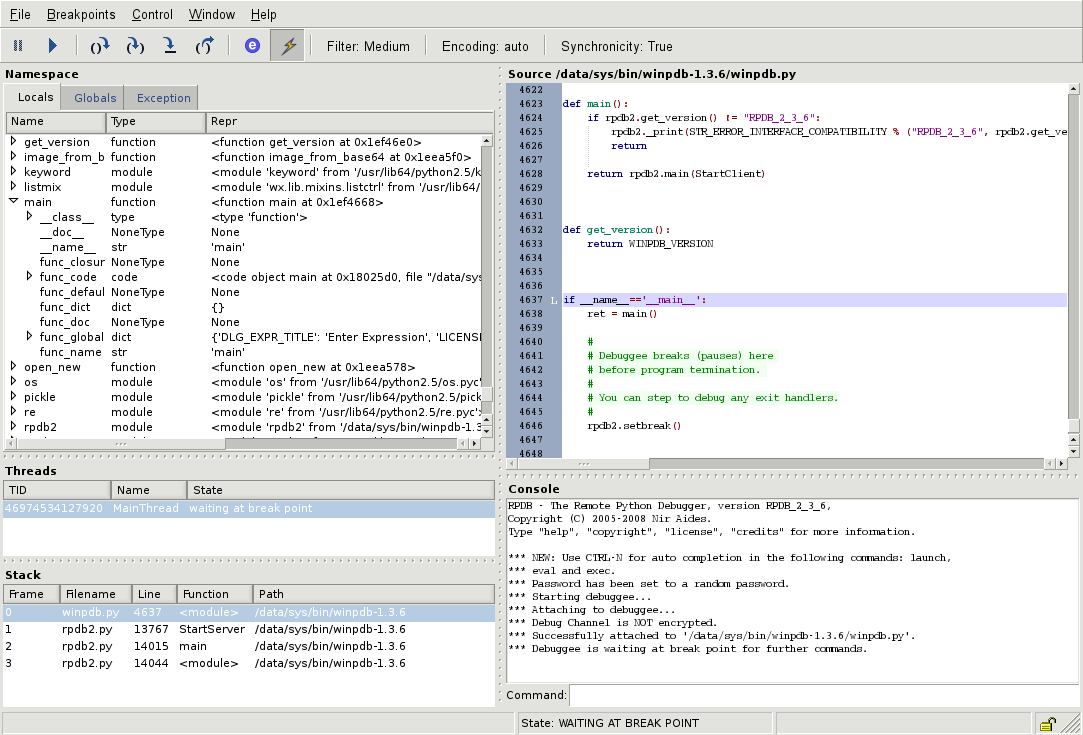 File Breakpoints Control Window Help
e Filter: Medium Encoding: auto Synchronicity: True
Namespace
Locals Globals Exception
Name Type Repr
get_version function <function get_version at 0x1ef46e0>
image_from_b function <function image_from_base64 at 0x1eea5f0>
keyword module <module 'keyword' from '/usr/lib64/python2.5/k
listmix module <module 'wx.lib.mixins.listctrl' from '/usr/lib64/
main function <function main at 0x1ef4668>
__class__ type <type 'function'>
__doc__ NoneType None
__name__ str 'main'
func_closur NoneType None
func_code code <code object main at 0x18025d0, file "/data/sys
func_defaul NoneType None
func_dict dict {}
func_doc NoneType None
func_global dict {'DLG_EXPR_TITLE': 'Enter Expression', 'LICENSI
func_name str 'main'
open_new function <function open_new at 0x1eea578>
os module <module 'os' from '/usr/lib64/python2.5/os.pyc
pickle module <module 'pickle' from '/usr/lib64/python2.5/pick
re module <module 're' from '/usr/lib64/python2.5/re.pyc'
rpdb2 module <module 'rpdb2' from '/data/sys/bin/winpdb-1
Threads
TID Name State
46974534127920 MainThread waiting at break point
Stack
Frame Filename Line Function Path
0 winpdb.py 4637 <module> /data/sys/bin/winpdb-1.3.6
1 rpdb2.py 13767 StartServer /data/sys/bin/winpdb-1.3.6
2 rpdb2.py 14015 main /data/sys/bin/winpdb-1.3.6
3 rpdb2.py 14044 <module> /data/sys/bin/winpdb-1.3.6
Source /data/sys/bin/winpdb-1.3.6/winpdb.py
4622
4623 def main():
4624 if rpdb2.get_version() != "RPDB_2_3_6":
4625 rpdb2._print(STR_ERROR_INTERFACE_COMPATIBILITY % ("RPDB_2_3_6", rpdb2.get_ve
4626 return
4627
4628 return rpdb2.main(StartClient)
4629
4630
4631
4632 def get_version():
4633 return WINPDB_VERSION
4634
4635
4636
4637 L if __name__=='__main__':
4638 ret = main()
4639
4640 #
4641 # Debuggee breaks (pauses) here
4642 # before program termination.
4643 #
4644 # You can step to debug any exit handlers.
4645 #
4646 rpdb2.setbreak()
4647
4648
Console
RPDB - The Remote Python Debugger, version RPDB_2_3_6,
Copyright (C) 2005-2008 Nir Aides.
Type "help", "copyright", "license", "credits" for more information.
*** NEW: Use CTRL-N for auto completion in the following commands: launch,
*** eval and exec.
*** Password has been set to a random password.
*** Starting debuggee...
*** Attaching to debuggee...
*** Debug Channel is NOT encrypted.
*** Successfully attached to '/data/sys/bin/winpdb-1.3.6/winpdb.py'.
*** Debuggee is waiting at break point for further commands.
Command:
State: WAITING AT BREAK POINT